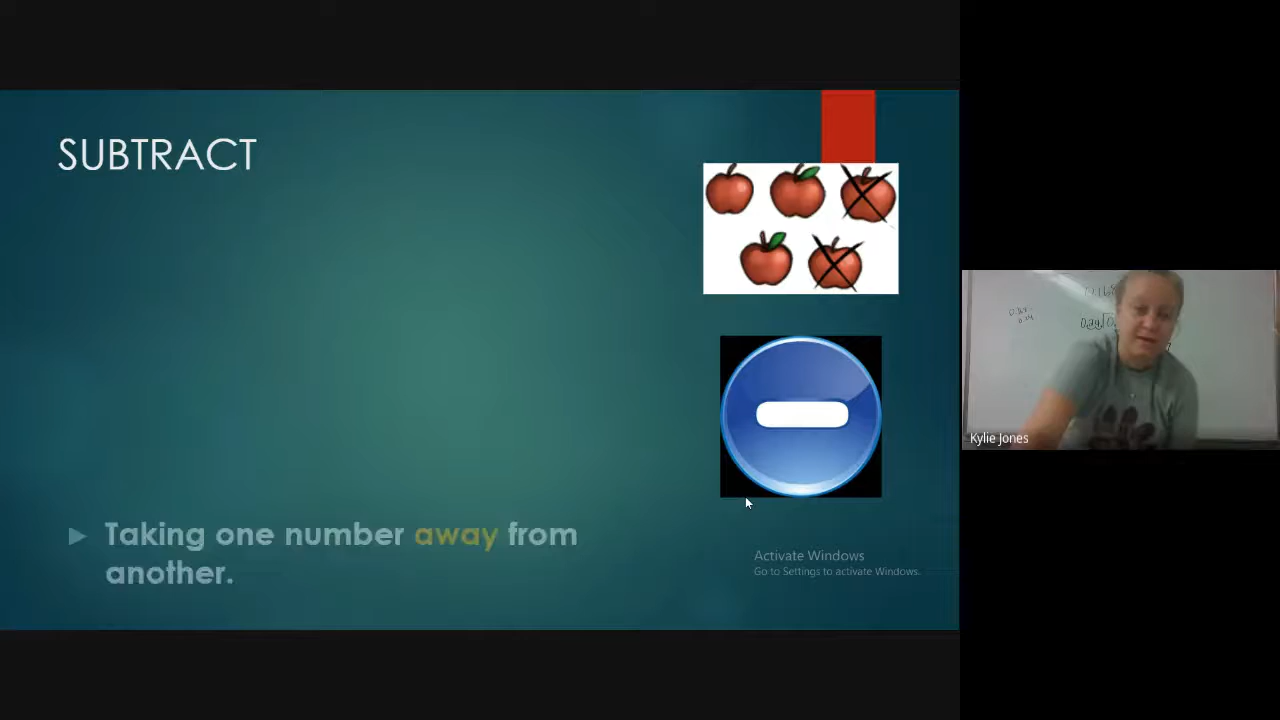 SUBTRACT
Taking one number away from
another.
Activate Windows
Go to Settings to activate Windows.
Kylie Jones